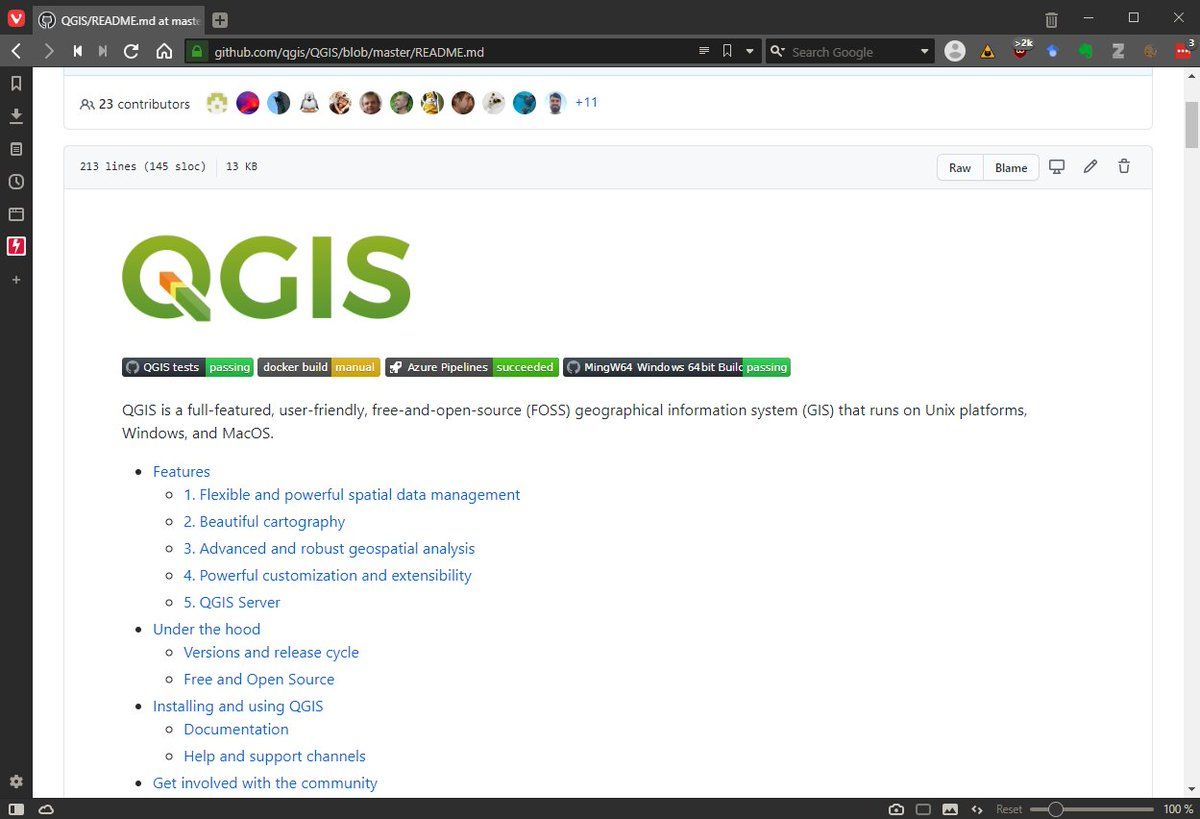 QGIS/README.md at maste
github.com/qgis/QGIS/blob/master/README.md
Search Google
>2k
3
23 contributors
+11
213 lines (145 sloc) 13 KB
Raw Blame
QGIS
QGIS tests passing docker build manual Azure Pipelines succeeded MingW64 Windows 64bit Build passing
QGIS is a full-featured, user-friendly, free-and-open-source (FOSS) geographical information system (GIS) that runs on Unix platforms,
Windows, and MacOS.
Features
1. Flexible and powerful spatial data management
2. Beautiful cartography
3. Advanced and robust geospatial analysis
4. Powerful customization and extensibility
5. QGIS Server
Under the hood
Versions and release cycle
Free and Open Source
Installing and using QGIS
Documentation
Help and support channels
Get involved with the community
Reset 100 %